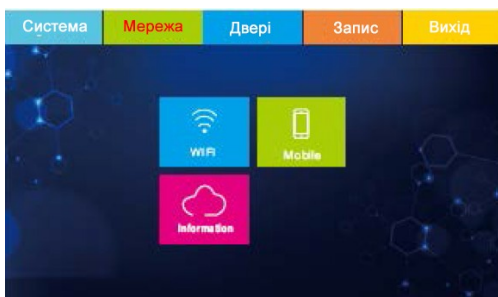 Система Мережа Двері Запис Вихід
WIFI Mobile
Information